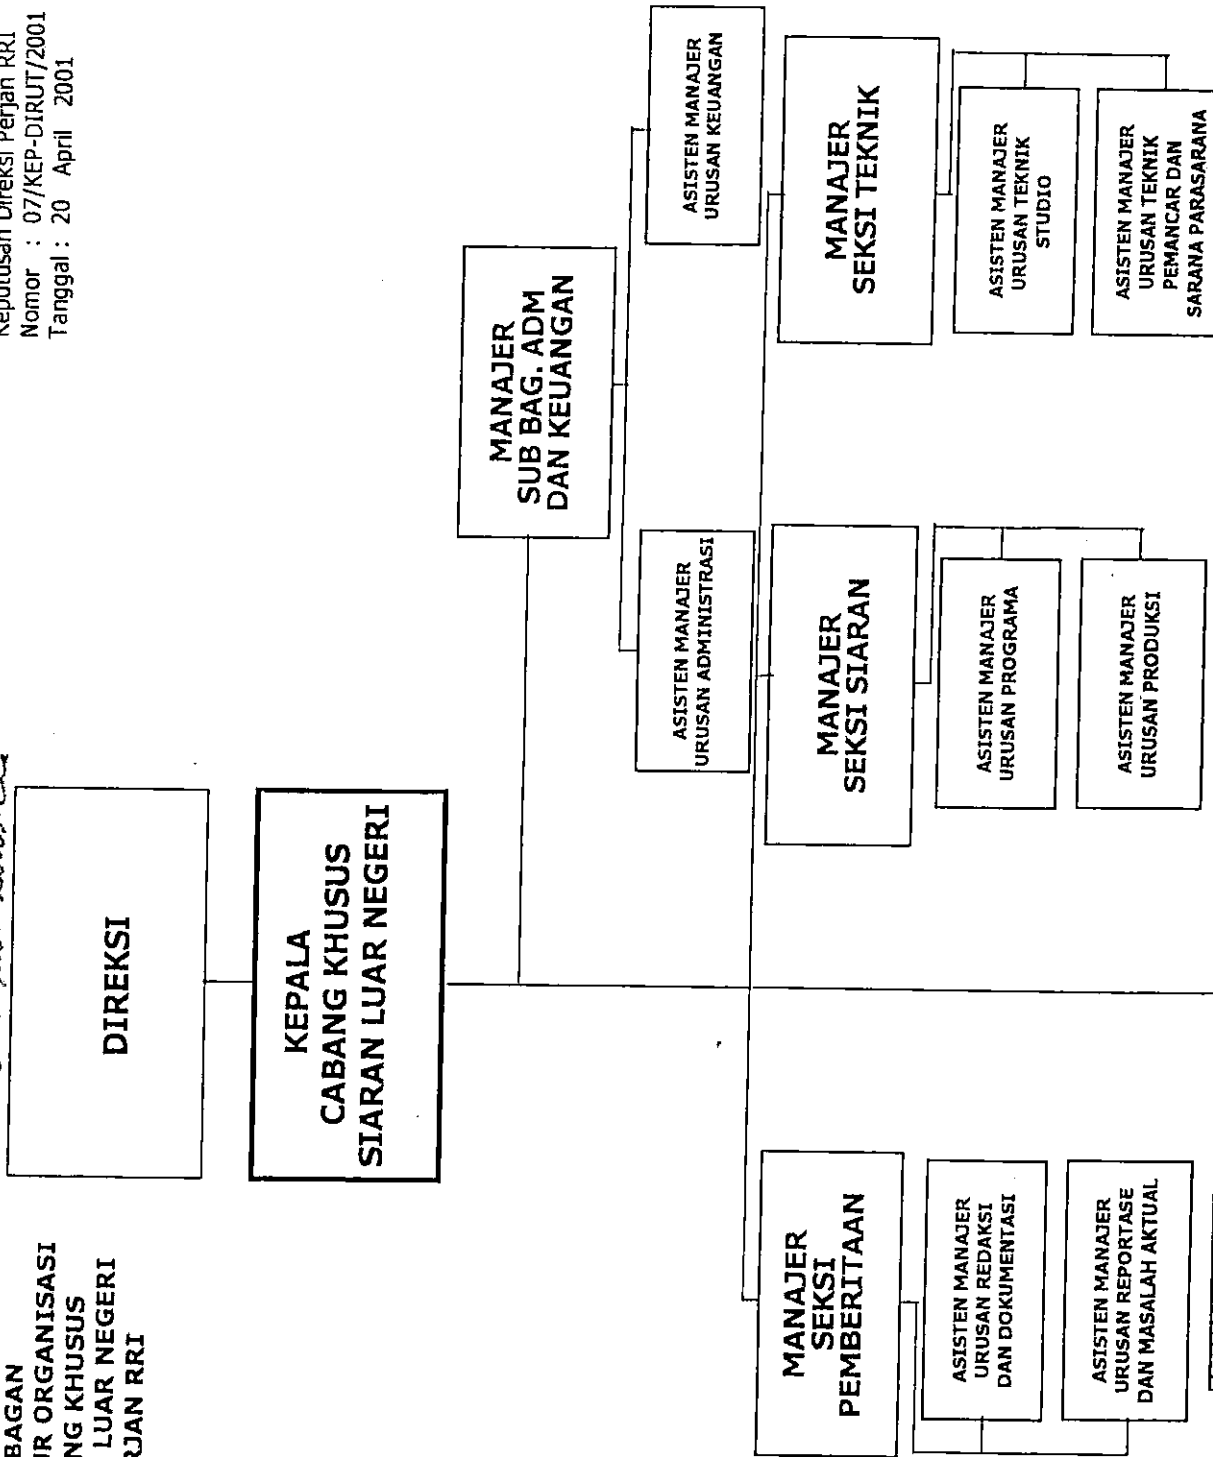 Keputusan Direksi Perjan RRI
Nomor : 07/KEP-DIRUT/2001
Tanggal : 20 April 2001
BAGAN
ORGANISASI
KHUSUS
LUAR NEGERI
RRI
DIREKSI
KEPALA
CABANG KHUSUS
SIARAN LUAR NEGERI
MANAJER
SUB BAG. ADM
DAN KEUANGAN
ASISTEN MANAJER
URUSAN ADMINISTRASI
ASISTEN MANAJER
URUSAN KEUANGAN
MANAJER
SEKSI
PEMBERITAAN
MANAJER
SEKSI SIARAN
MANAJER
SEKSI TEKNIK
ASISTEN MANAJER
URUSAN REDAKSI
DAN DOKUMENTASI
ASISTEN MANAJER
URUSAN PROGRAMA
ASISTEN MANAJER
URUSAN TEKNIK
STUDIO
ASISTEN MANAJER
URUSAN REPORTASE
DAN MASALAH AKTUAL
ASISTEN MANAJER
URUSAN PRODUKSI
ASISTEN MANAJER
URUSAN TEKNIK
PEMANCAR DAN
SARANA PARASARANA